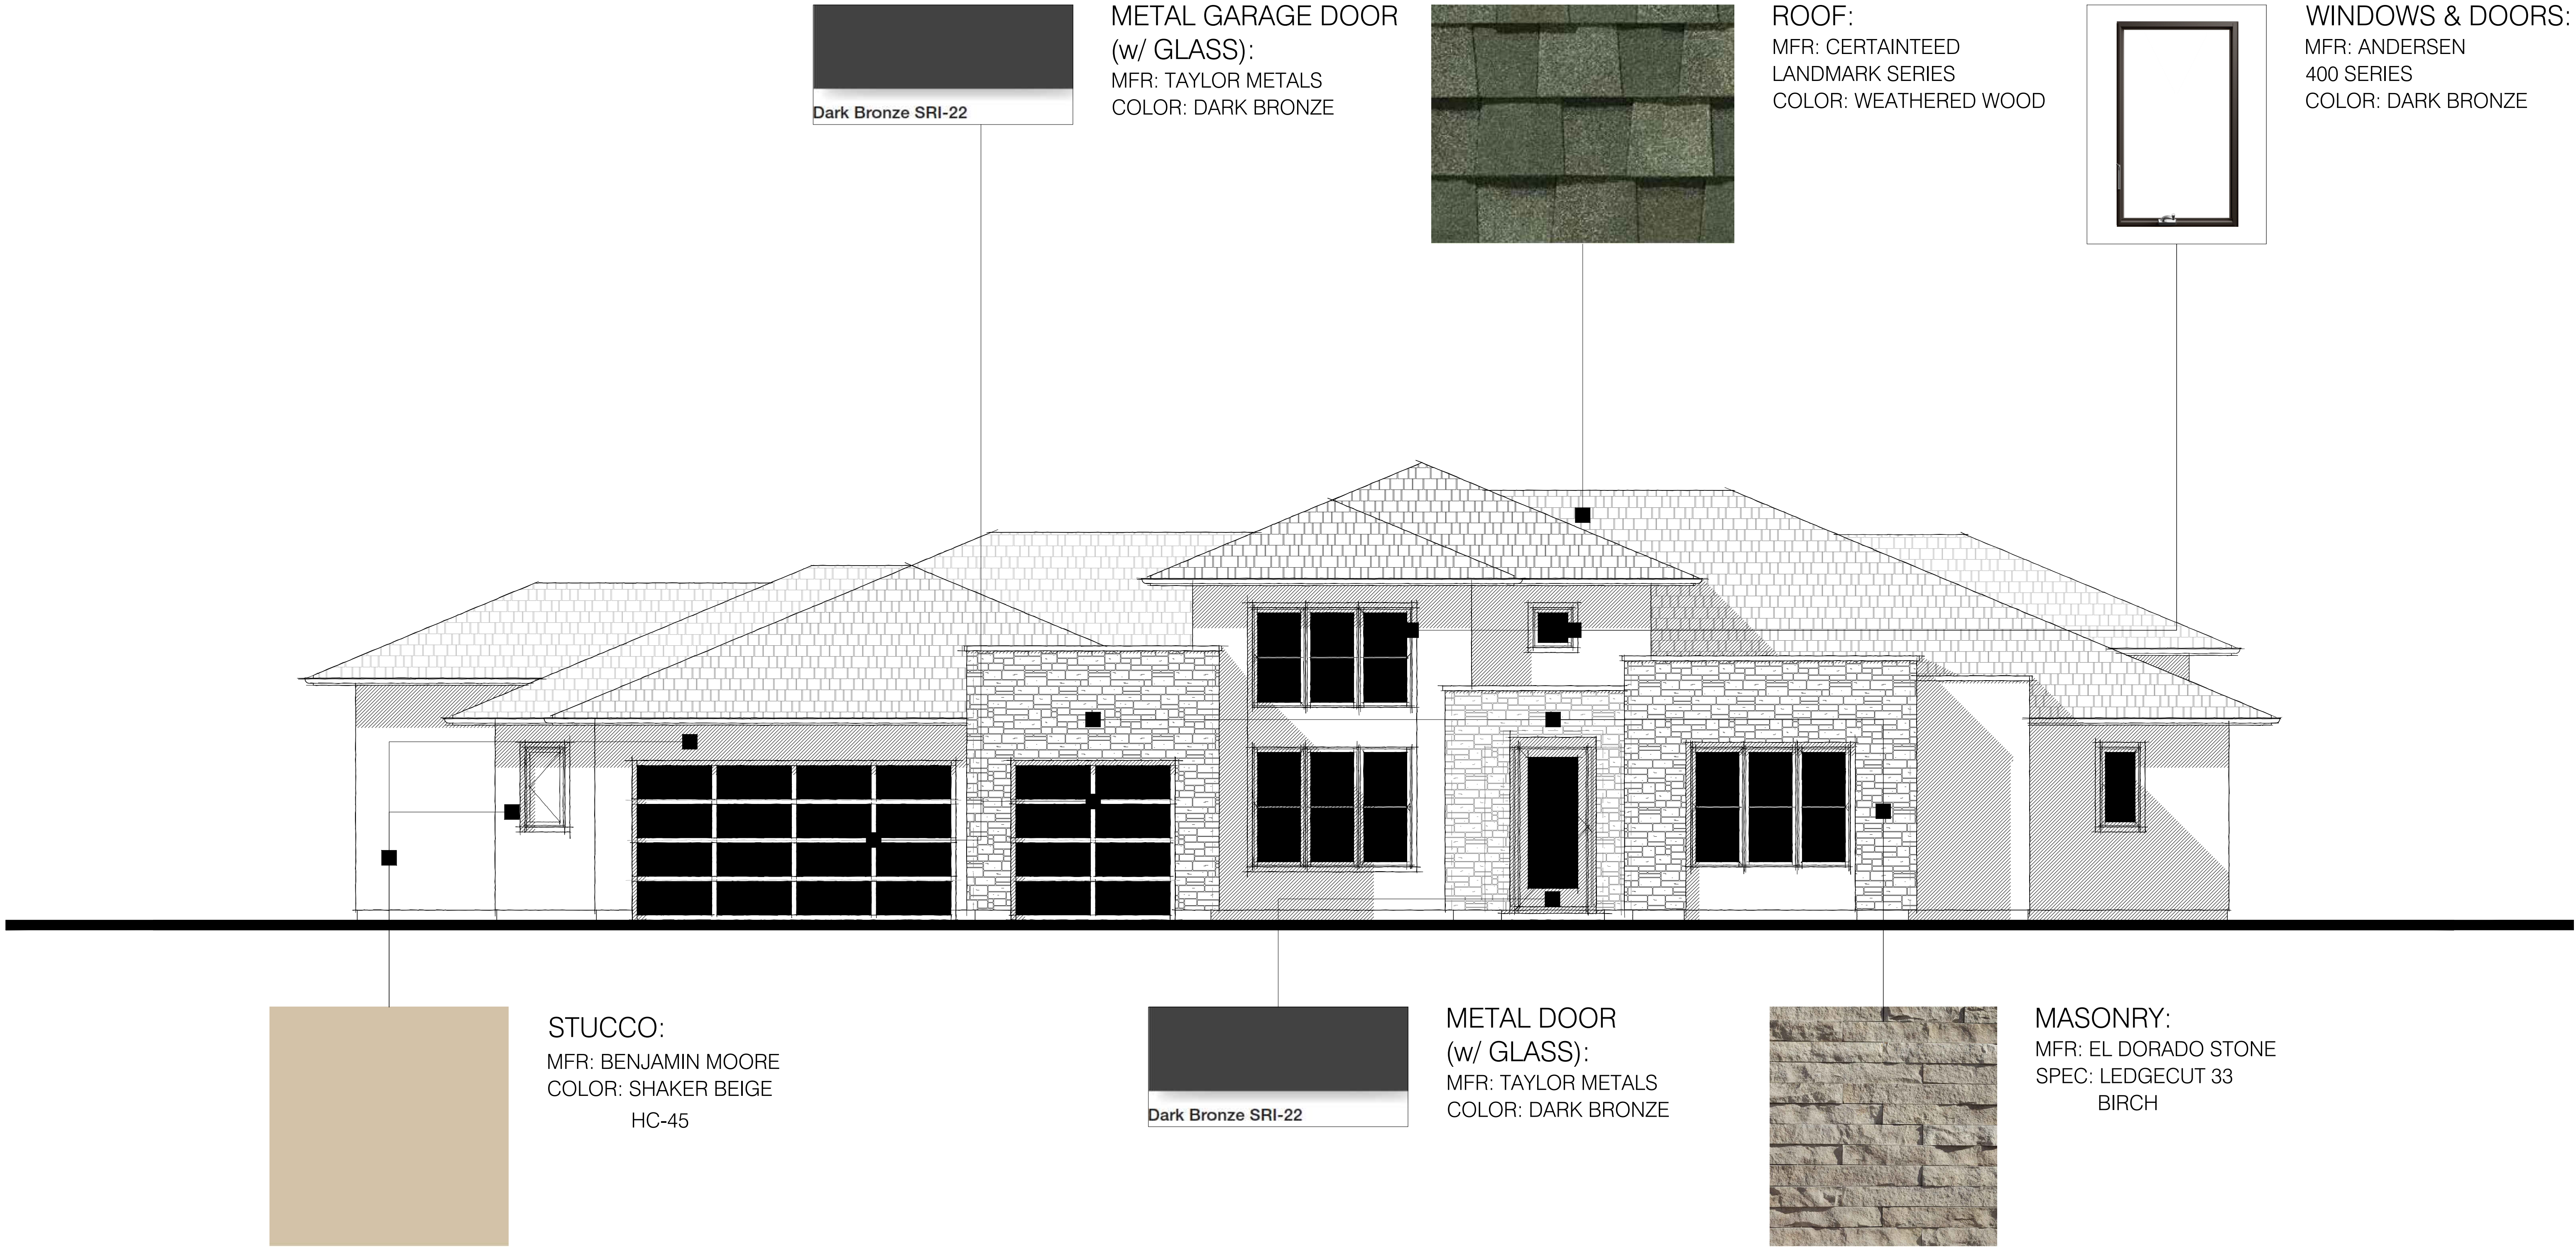 Dark Bronze SRI-22
METAL GARAGE DOOR
(w/ GLASS):
MFR: TAYLOR METALS
COLOR: DARK BRONZE
ROOF:
MFR: CERTAINTEED
LANDMARK SERIES
COLOR: WEATHERED WOOD
WINDOWS & DOORS:
MFR: ANDERSEN
400 SERIES
COLOR: DARK BRONZE
STUCCO:
MFR: BENJAMIN MOORE
COLOR: SHAKER BEIGE
HC-45
Dark Bronze SRI-22
METAL DOOR
(w/ GLASS):
MFR: TAYLOR METALS
COLOR: DARK BRONZE
MASONRY:
MFR: EL DORADO STONE
SPEC: LEDGECUT 33
BIRCH